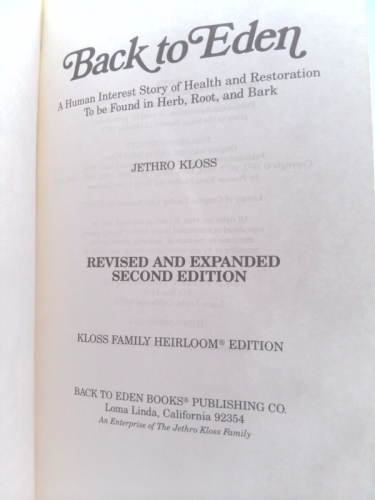 Back to Eden
A Human Interest Story of Health and Restoration
To be Found in Herb, Root, and Bark
JETHRO KLOSS
REVISED AND EXPANDED
SECOND EDITION
KLOSS FAMILY HEIRLOOM® EDITION
BACK TO EDEN BOOKS® PUBLISHING CO.
Loma Linda, California 92354
An Enterprise of The Jethro Kloss Family